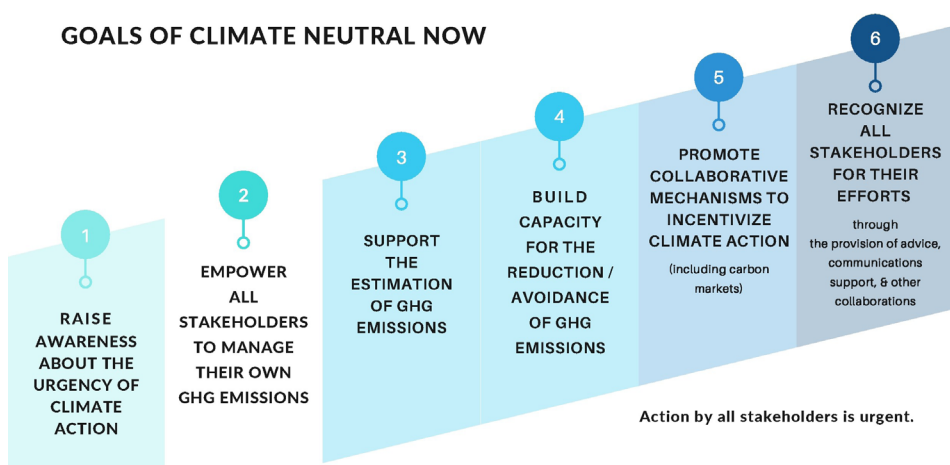 GOALS OF CLIMATE NEUTRAL NOW
1
RAISE
AWARENESS
ABOUT THE
URGENCY OF
CLIMATE
ACTION
2
EMPOWER
ALL
STAKEHOLDERS
TO MANAGE
THEIR OWN
GHG EMISSIONS
3
SUPPORT
THE
ESTIMATION
OF GHG
EMISSIONS
4
BUILD
CAPACITY
FOR THE
REDUCTION /
AVOIDANCE
OF GHG
EMISSIONS
5
PROMOTE
COLLABORATIVE
MECHANISMS TO
INCENTIVIZE
CLIMATE ACTION
(including carbon
markets)
6
RECOGNIZE
ALL
STAKEHOLDERS
FOR THEIR
EFFORTS
through
the provision of advice,
communications
support, & other
collaborations
Action by all stakeholders is urgent.